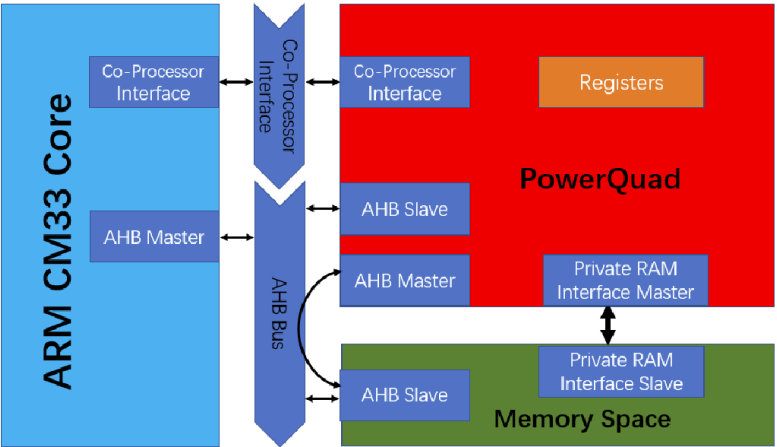 ARM CM33 Core
Co-Processor
Interface
AHB Master
Co-Processor
Interface
AHB Bus
Co-Processor
Interface
Registers
PowerQuad
AHB Slave
AHB Master
Private RAM
Interface Master
Private RAM
Interface Slave
AHB Slave
Memory Space